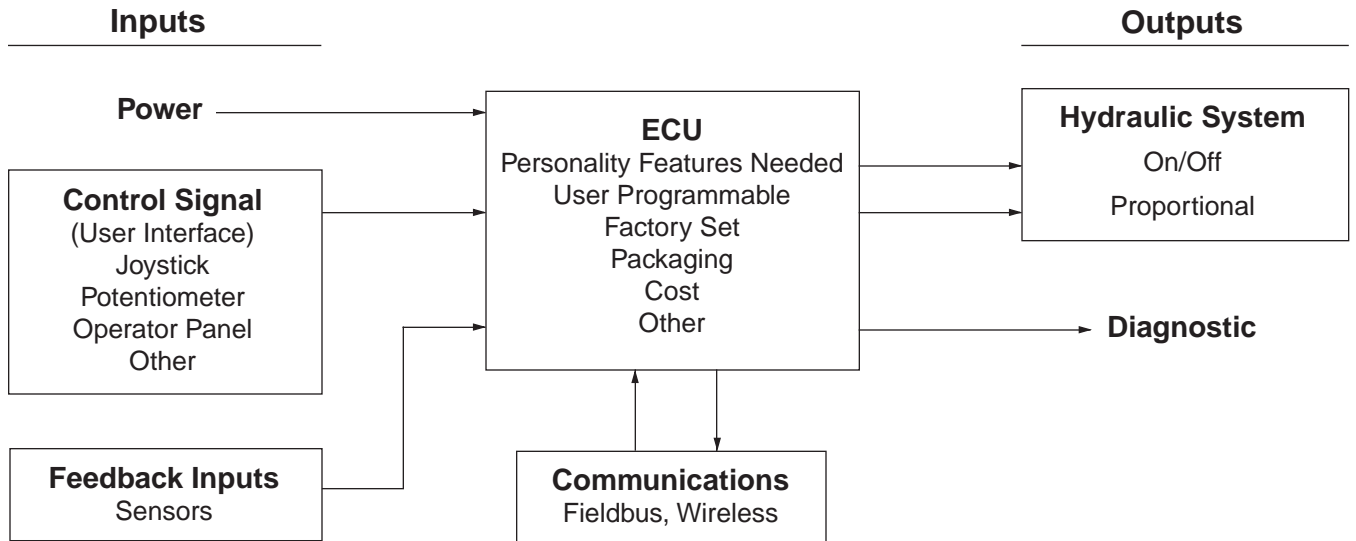 Inputs
Outputs
Power
Control Signal
(User Interface)
Joystick
Potentiometer
Operator Panel
Other
Feedback Inputs
Sensors
ECU
Personality Features Needed
User Programmable
Factory Set
Packaging
Cost
Other
Communications
Fieldbus, Wireless
Hydraulic System
On/Off
Proportional
Diagnostic